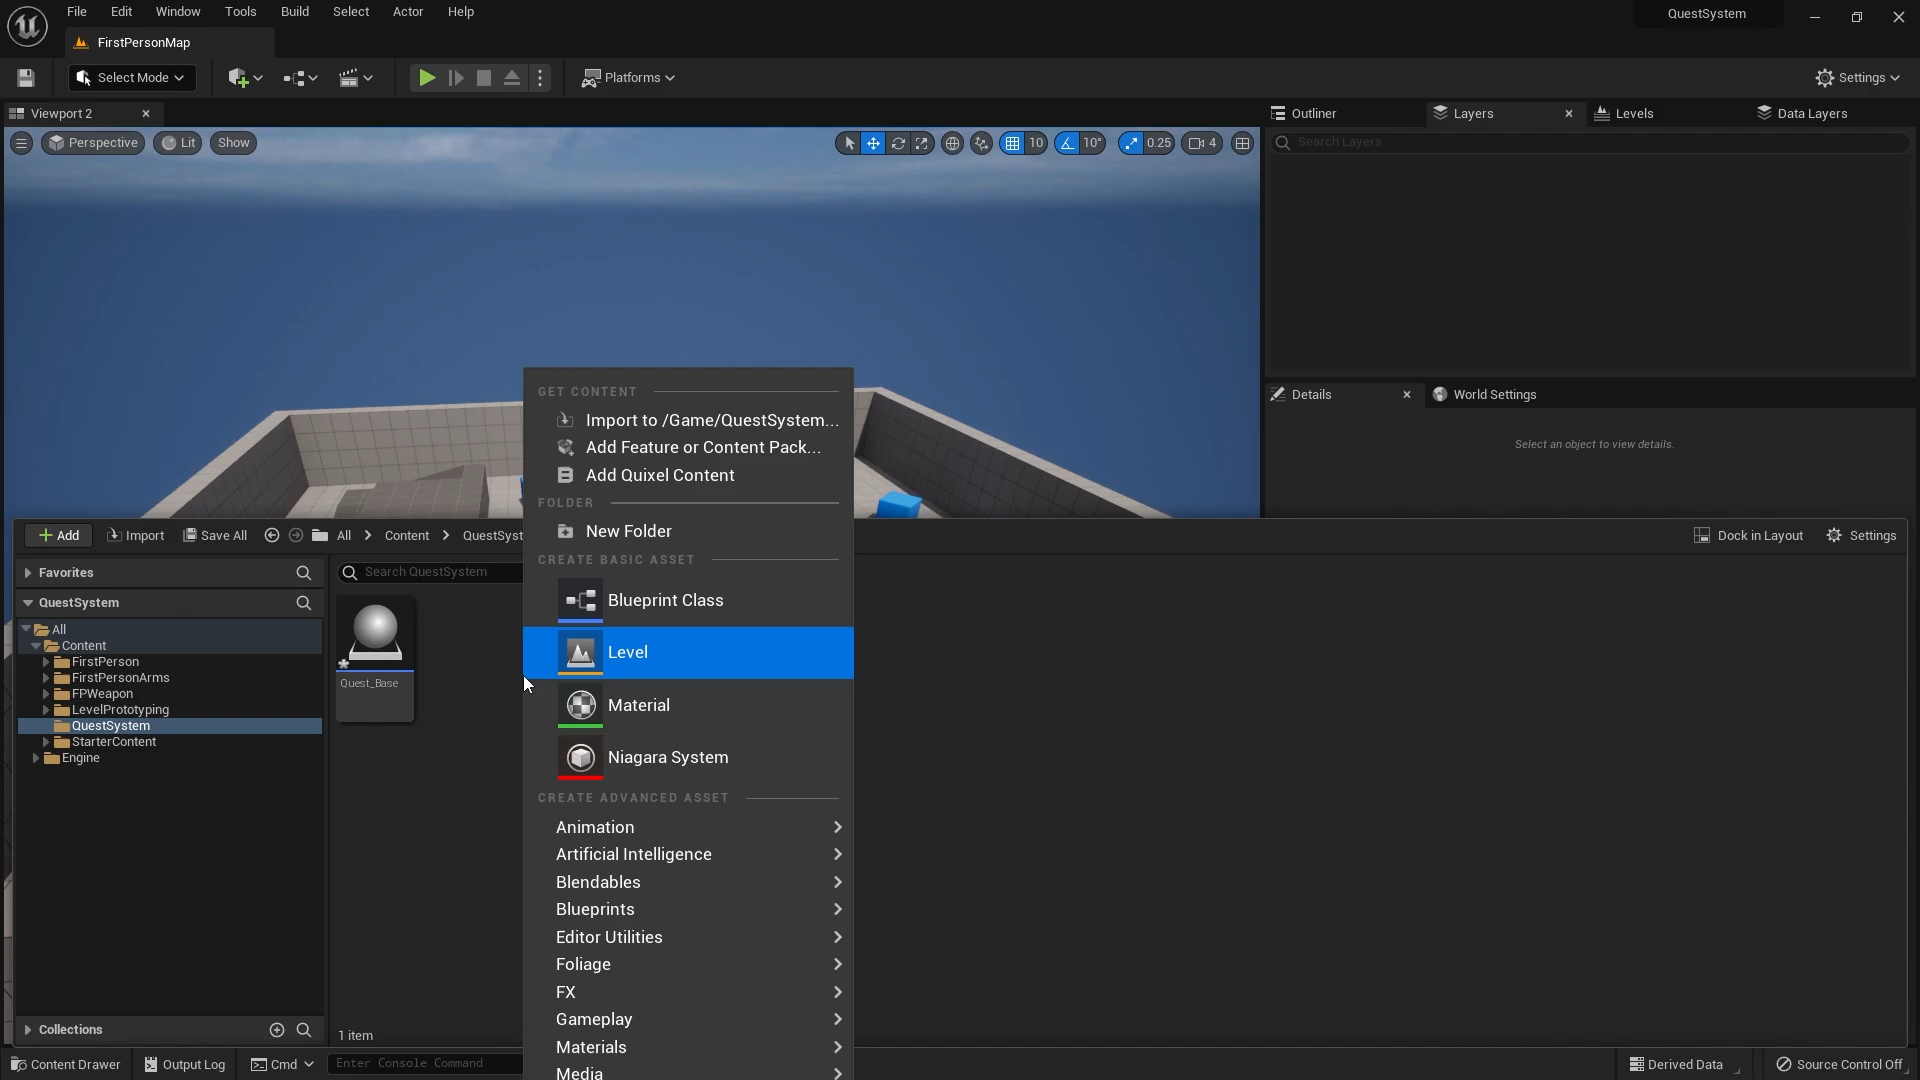 File Edit Window Tools Build Select Actor Help
QuestSystem
FirstPersonMap
Select Mode
Platforms
Settings
Viewport 2
Outliner
Layers
Levels
Data Layers
Perspective
Lit
Show
10
10°
0.25
4
Search Layers
Details
World Settings
Select an object to view details.
GET CONTENT
Import to /Game/QuestSystem...
Add Feature or Content Pack...
Add Quixel Content
FOLDER
New Folder
CREATE BASIC ASSET
Blueprint Class
Level
Material
Niagara System
CREATE ADVANCED ASSET
Animation
Artificial Intelligence
Blendables
Blueprints
Editor Utilities
Foliage
FX
Gameplay
Materials
Media
Add
Import
Save All
All
Content
QuestSyst
Dock in Layout
Settings
Favorites
QuestSystem
Search QuestSystem
All
Content
FirstPerson
FirstPersonArms
FPWeapon
LevelPrototyping
QuestSystem
StarterContent
Engine
Quest_Base
Collections
1 item
Content Drawer
Output Log
Cmd
Enter Console Command
Derived Data
Source Control Off